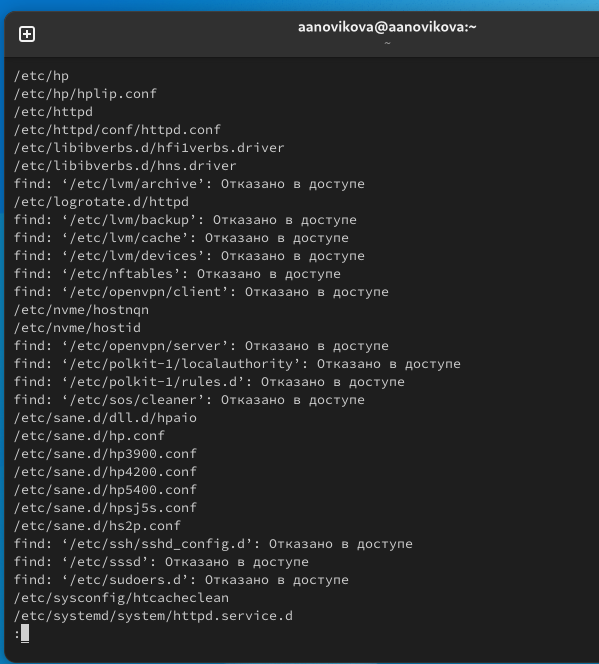 aanovikova@aanovikova:~
~
/etc/hp
/etc/hp/hplip.conf
/etc/httpd
/etc/httpd/conf/httpd.conf
/etc/libibverbs.d/hfi1verbs.driver
/etc/libibverbs.d/hns.driver
find: ‘/etc/lvm/archive’: Отказано в доступе
/etc/logrotate.d/httpd
find: ‘/etc/lvm/backup’: Отказано в доступе
find: ‘/etc/lvm/cache’: Отказано в доступе
find: ‘/etc/lvm/devices’: Отказано в доступе
find: ‘/etc/nftables’: Отказано в доступе
find: ‘/etc/openvpn/client’: Отказано в доступе
/etc/nvme/hostnqn
/etc/nvme/hostid
find: ‘/etc/openvpn/server’: Отказано в доступе
find: ‘/etc/polkit-1/localauthority’: Отказано в доступе
find: ‘/etc/polkit-1/rules.d’: Отказано в доступе
find: ‘/etc/sos/cleaner’: Отказано в доступе
/etc/sane.d/dll.d/hpaio
/etc/sane.d/hp.conf
/etc/sane.d/hp3900.conf
/etc/sane.d/hp4200.conf
/etc/sane.d/hp5400.conf
/etc/sane.d/hpsj5s.conf
/etc/sane.d/hs2p.conf
find: ‘/etc/ssh/sshd_config.d’: Отказано в доступе
find: ‘/etc/sssd’: Отказано в доступе
find: ‘/etc/sudoers.d’: Отказано в доступе
/etc/sysconfig/htcacheclean
/etc/systemd/system/httpd.service.d
: